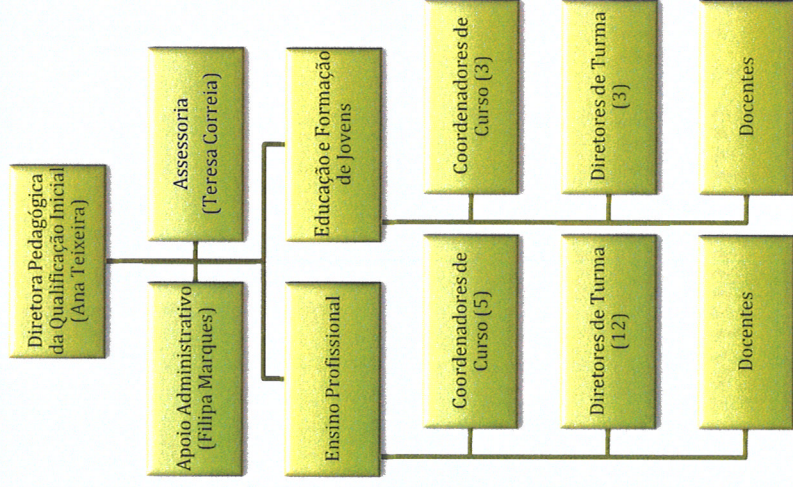 Diretora Pedagógica
da Qualificação Inicial
(Ana Teixeira)
Apoio Administrativo
(Filipa Marques)
Assessoria
(Teresa Correia)
Ensino Profissional
Educação e Formação
de Jovens
Coordenadores de
Curso (5)
Diretores de Turma
(12)
Docentes
Coordenadores de
Curso (3)
Diretores de Turma
(3)
Docentes